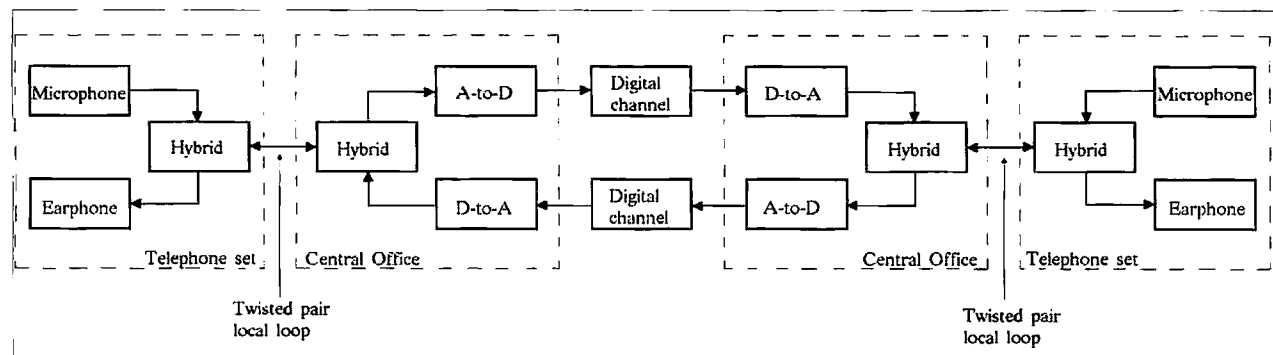 Microphone
A-to-D
Digital
channel
D-to-A
Microphone
Hybrid
Hybrid
Hybrid
Hybrid
Earphone
D-to-A
Digital
channel
A-to-D
Earphone
Telephone set
Central Office
Central Office
Telephone set
Twisted pair
local loop
Twisted pair
local loop